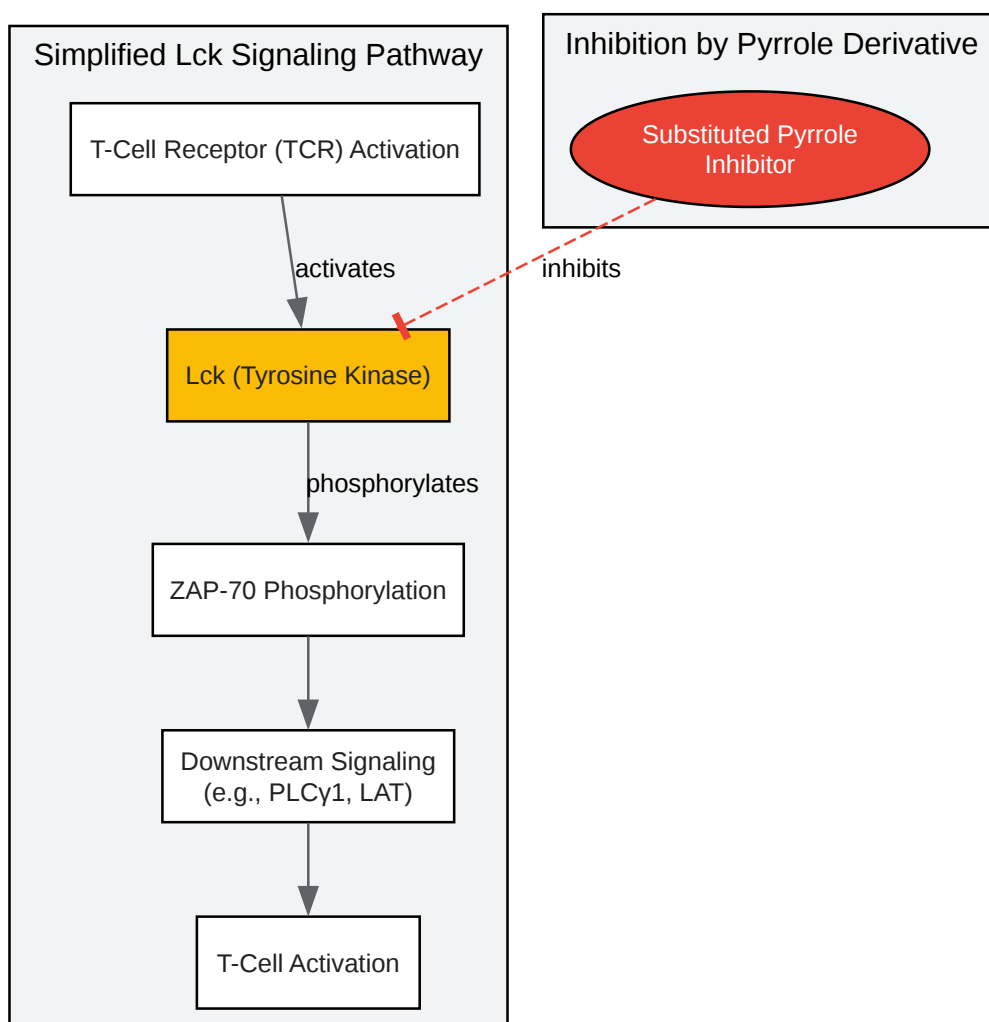 Simplified Lck Signaling Pathway
T-Cell Receptor (TCR) Activation
activates
Lck (Tyrosine Kinase)
phosphorylates
ZAP-70 Phosphorylation
Downstream Signaling
(e.g., PLCγ1, LAT)
T-Cell Activation
Inhibition by Pyrrole Derivative
Substituted Pyrrole
Inhibitor
inhibits